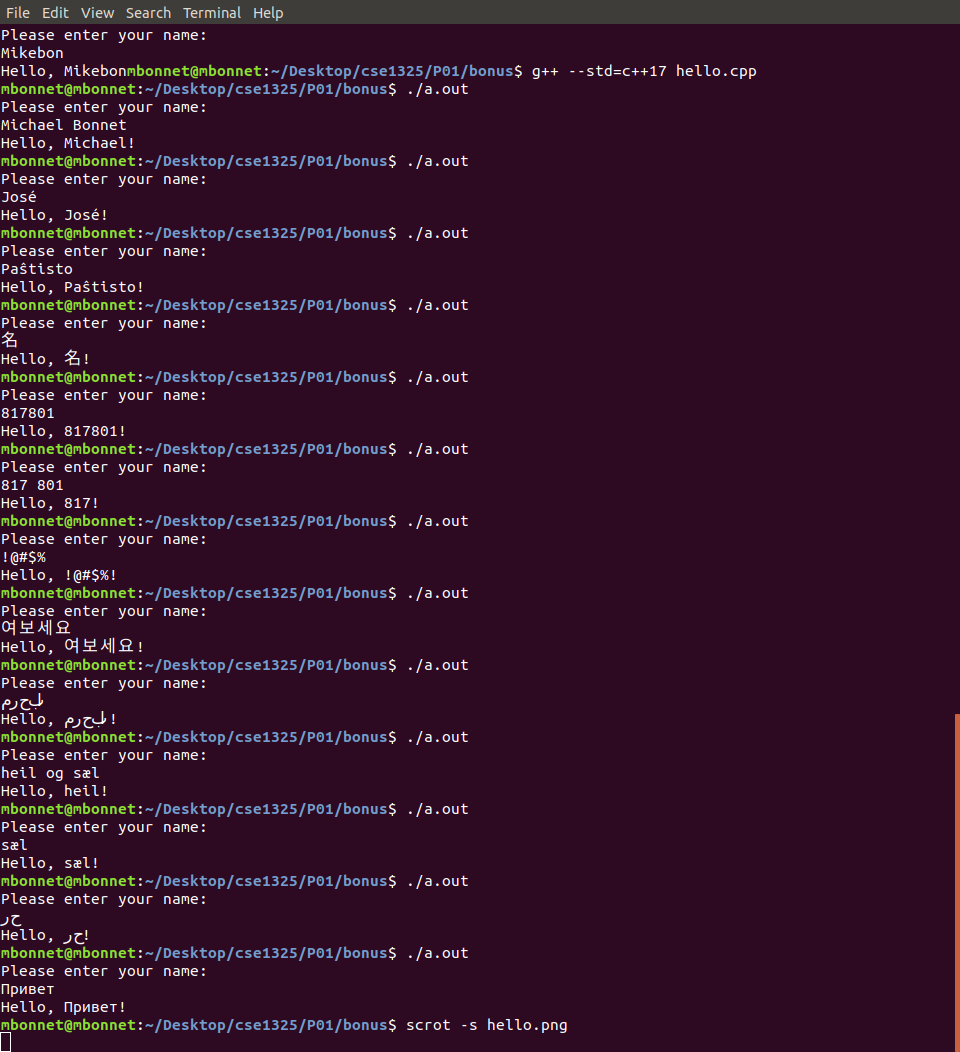 File Edit View Search Terminal Help
Please enter your name:
Mikebon
Hello, Mikebonmbonnet@mbonnet:~/Desktop/cse1325/P01/bonus$ g++ --std=c++17 hello.cpp
mbonnet@mbonnet:~/Desktop/cse1325/P01/bonus$ ./a.out
Please enter your name:
Michael Bonnet
Hello, Michael!
mbonnet@mbonnet:~/Desktop/cse1325/P01/bonus$ ./a.out
Please enter your name:
José
Hello, José!
mbonnet@mbonnet:~/Desktop/cse1325/P01/bonus$ ./a.out
Please enter your name:
Paŝtisto
Hello, Paŝtisto!
mbonnet@mbonnet:~/Desktop/cse1325/P01/bonus$ ./a.out
Please enter your name:
名
Hello, 名!
mbonnet@mbonnet:~/Desktop/cse1325/P01/bonus$ ./a.out
Please enter your name:
817801
Hello, 817801!
mbonnet@mbonnet:~/Desktop/cse1325/P01/bonus$ ./a.out
Please enter your name:
817 801
Hello, 817!
mbonnet@mbonnet:~/Desktop/cse1325/P01/bonus$ ./a.out
Please enter your name:
!@#$%
Hello, !@#$%!
mbonnet@mbonnet:~/Desktop/cse1325/P01/bonus$ ./a.out
Please enter your name:
여보세요
Hello, 여보세요!
mbonnet@mbonnet:~/Desktop/cse1325/P01/bonus$ ./a.out
Please enter your name:
Hello, !
mbonnet@mbonnet:~/Desktop/cse1325/P01/bonus$ ./a.out
Please enter your name:
heil og sæl
Hello, heil!
mbonnet@mbonnet:~/Desktop/cse1325/P01/bonus$ ./a.out
Please enter your name:
sæl
Hello, sæl!
mbonnet@mbonnet:~/Desktop/cse1325/P01/bonus$ ./a.out
Please enter your name:
حر
Hello, حر!
mbonnet@mbonnet:~/Desktop/cse1325/P01/bonus$ ./a.out
Please enter your name:
Привет
Hello, Привет!
mbonnet@mbonnet:~/Desktop/cse1325/P01/bonus$ scrot -s hello.png